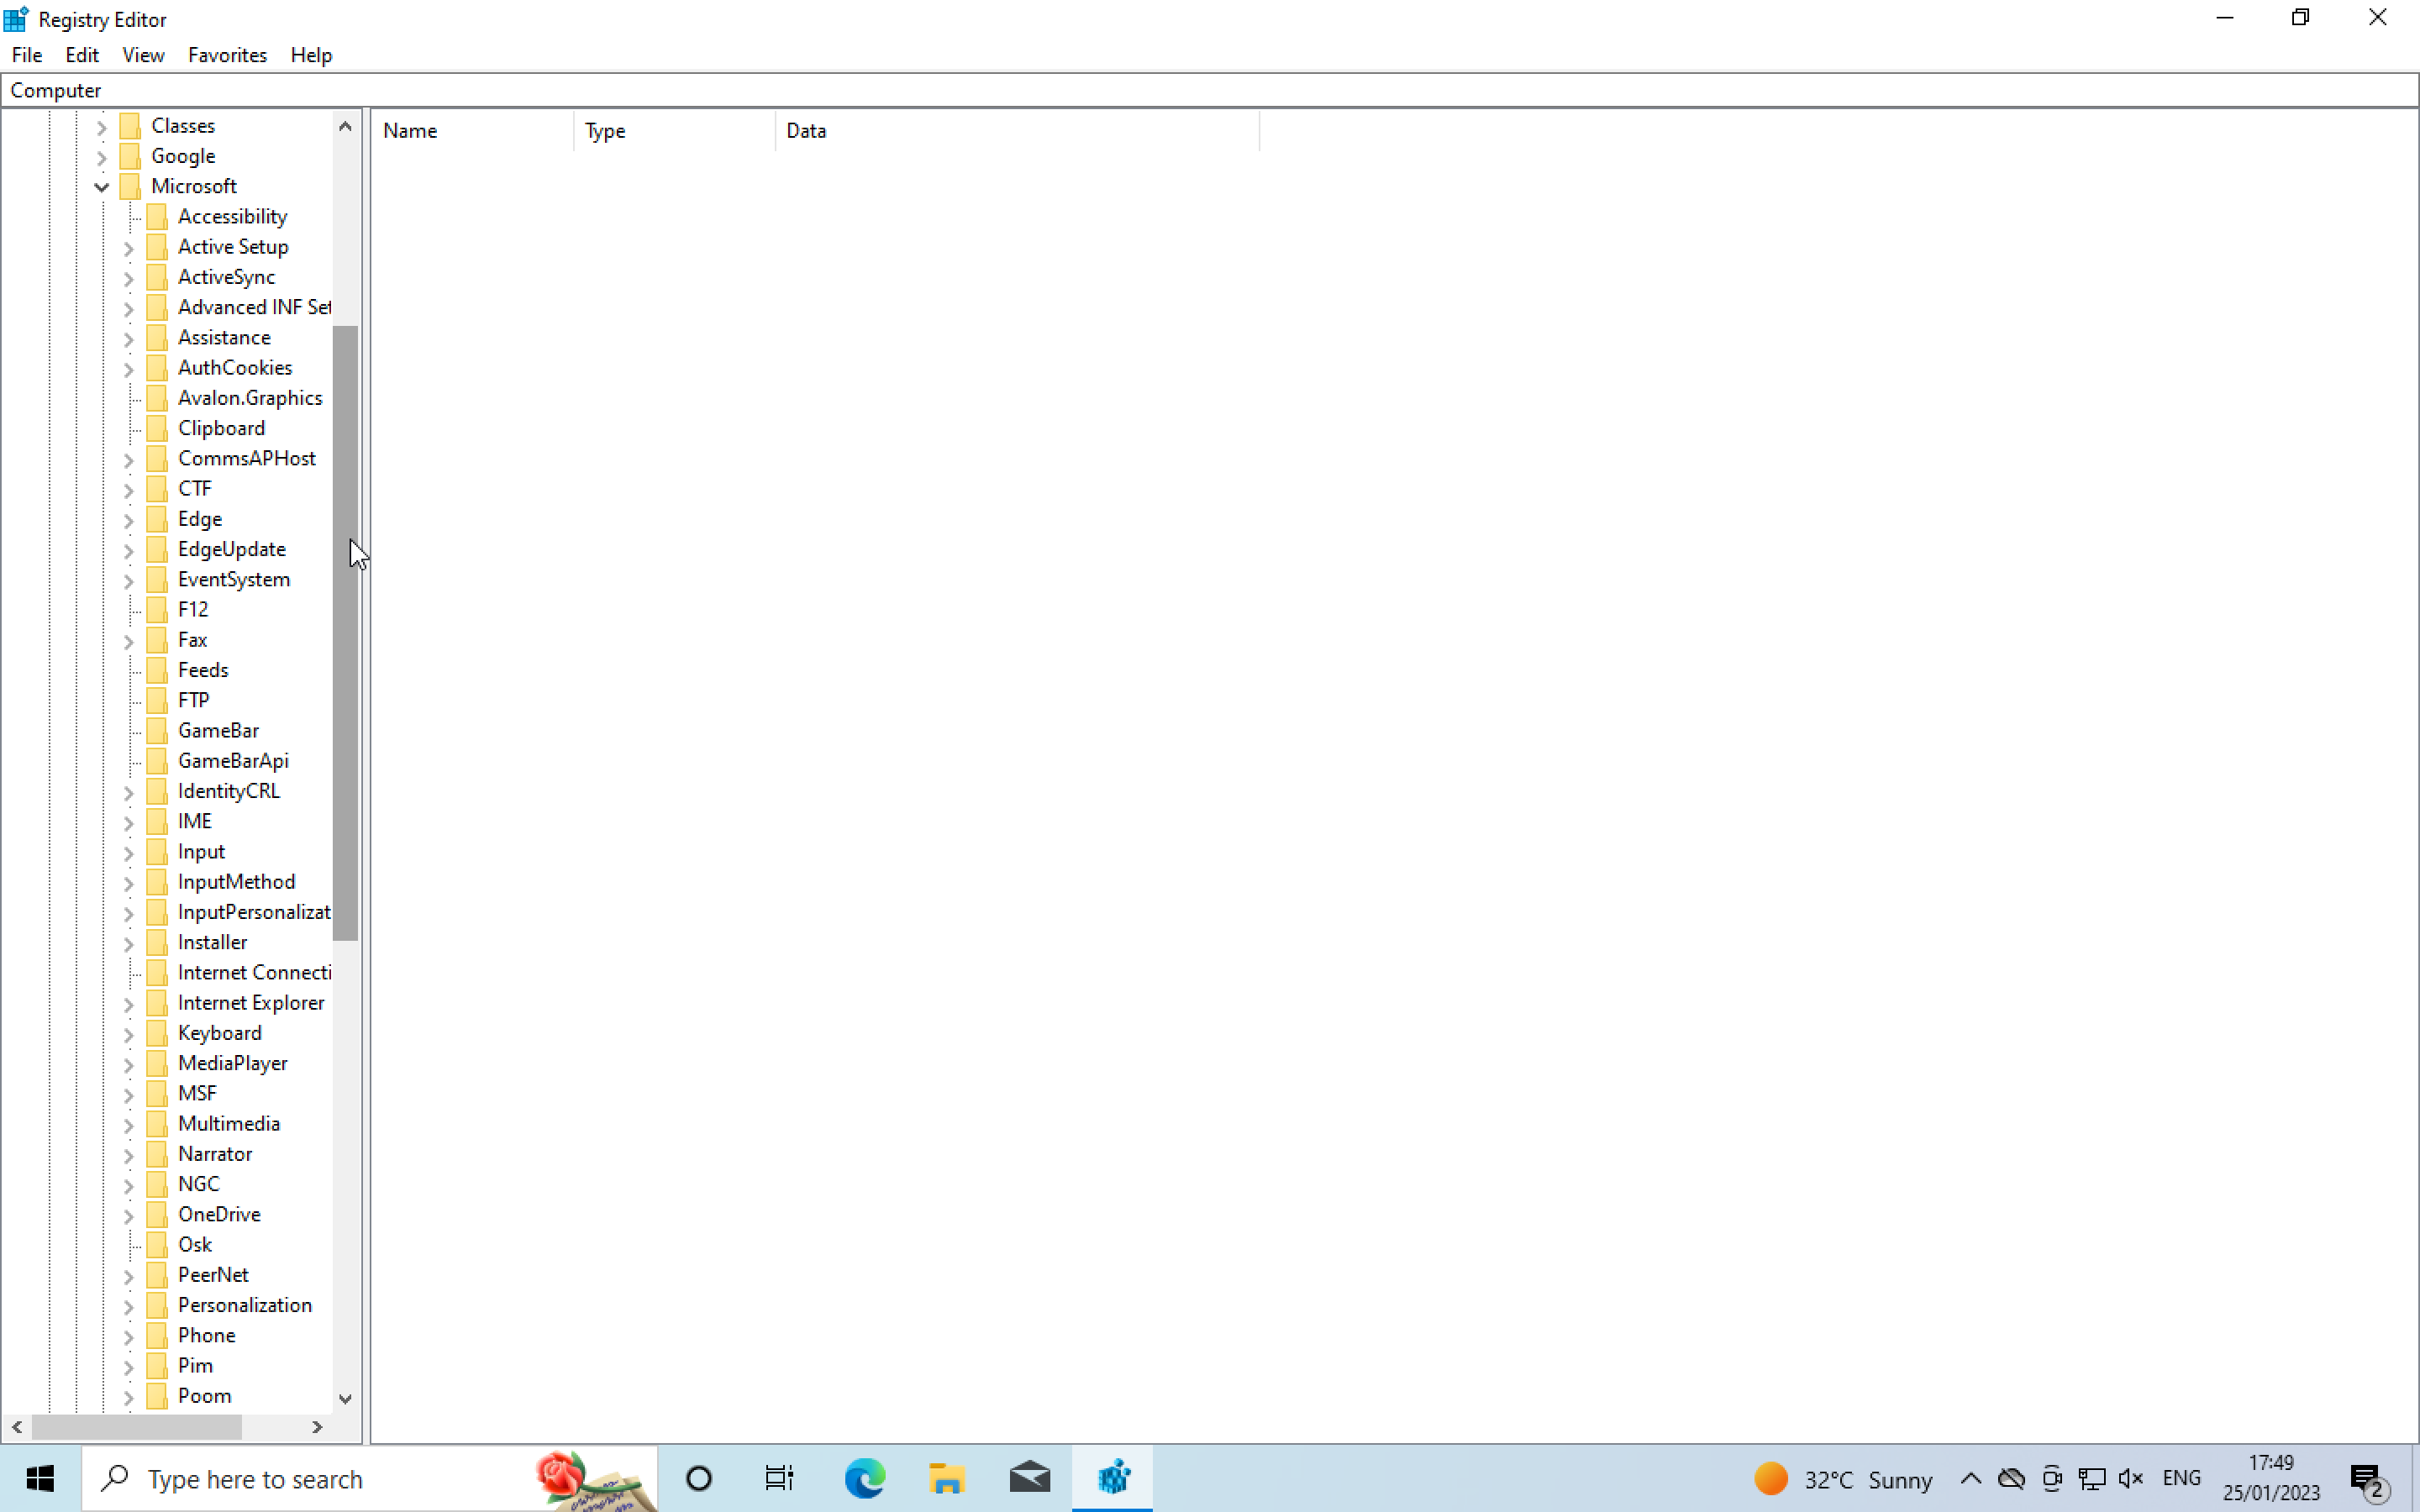 Registry Editor
File Edit View Favorites Help
Computer
Name Type Data
Classes
Google
Microsoft
Accessibility
Active Setup
ActiveSync
Advanced INF Set
Assistance
AuthCookies
Avalon.Graphics
Clipboard
CommsAPHost
CTF
Edge
EdgeUpdate
EventSystem
F12
Fax
Feeds
FTP
GameBar
GameBarApi
IdentityCRL
IME
Input
InputMethod
InputPersonalizat
Installer
Internet Connecti
Internet Explorer
Keyboard
MediaPlayer
MSF
Multimedia
Narrator
NGC
OneDrive
Osk
PeerNet
Personalization
Phone
Pim
Poom
Type here to search
32°C Sunny
ENG
17:49
25/01/2023
2